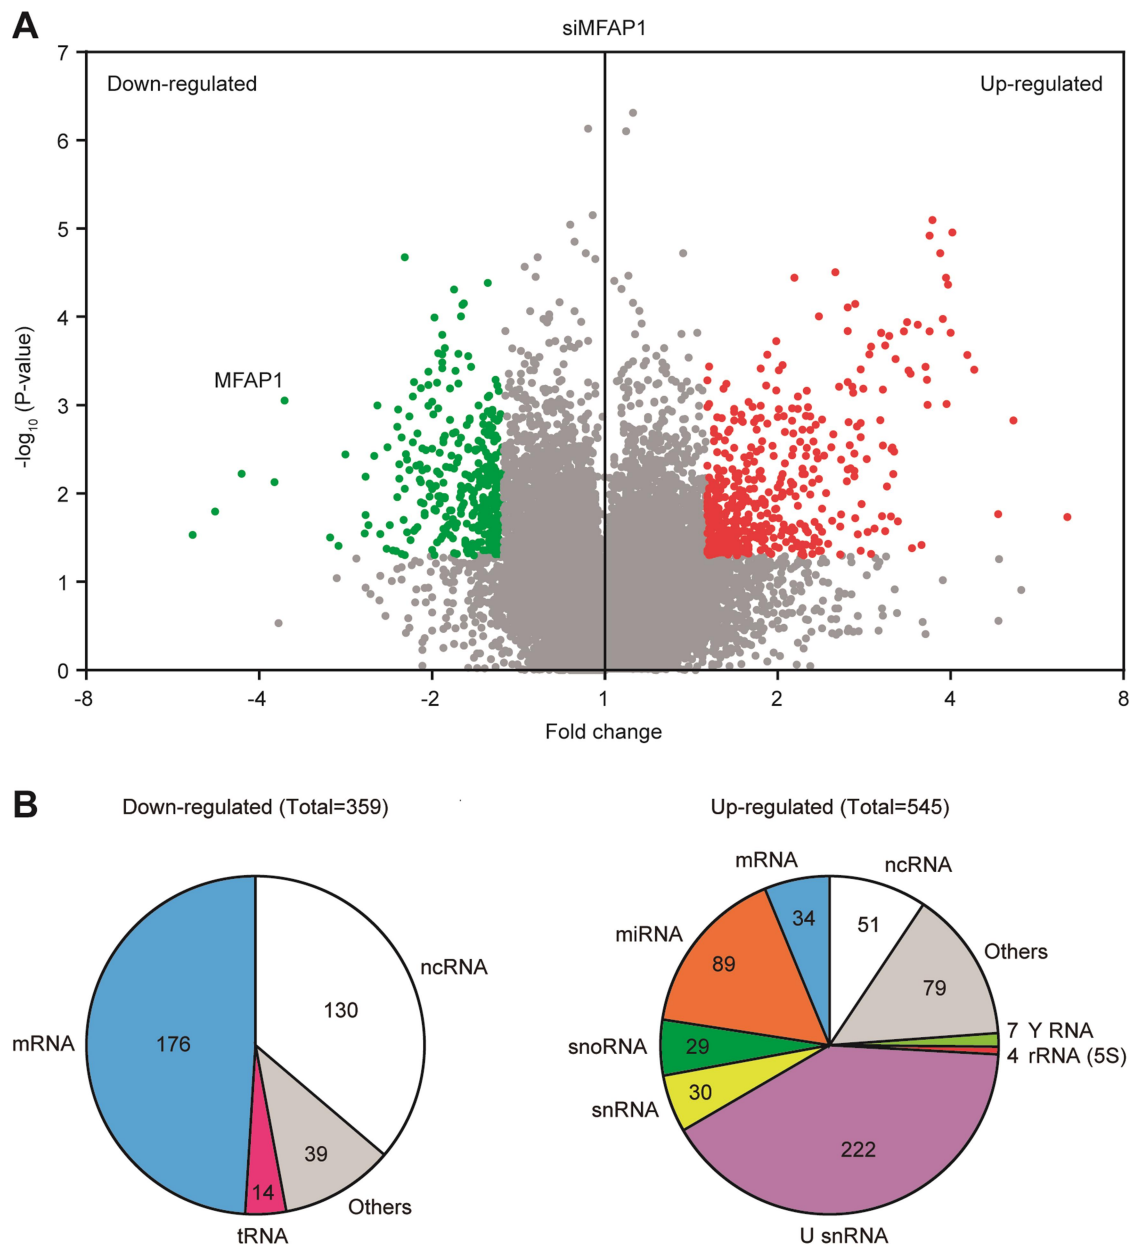 A
siMFAP1
Down-regulated
Up-regulated
MFAP1
-log10 (P-value)
7
6
5
4
3
2
1
0
-8
-4
-2
1
2
4
8
Fold change
B
Down-regulated (Total=359)
ncRNA
130
mRNA
176
39
Others
14
tRNA
Up-regulated (Total=545)
mRNA
ncRNA
34
51
miRNA
89
Others
79
7 Y RNA
4 rRNA (5S)
snoRNA
29
snRNA
30
222
U snRNA